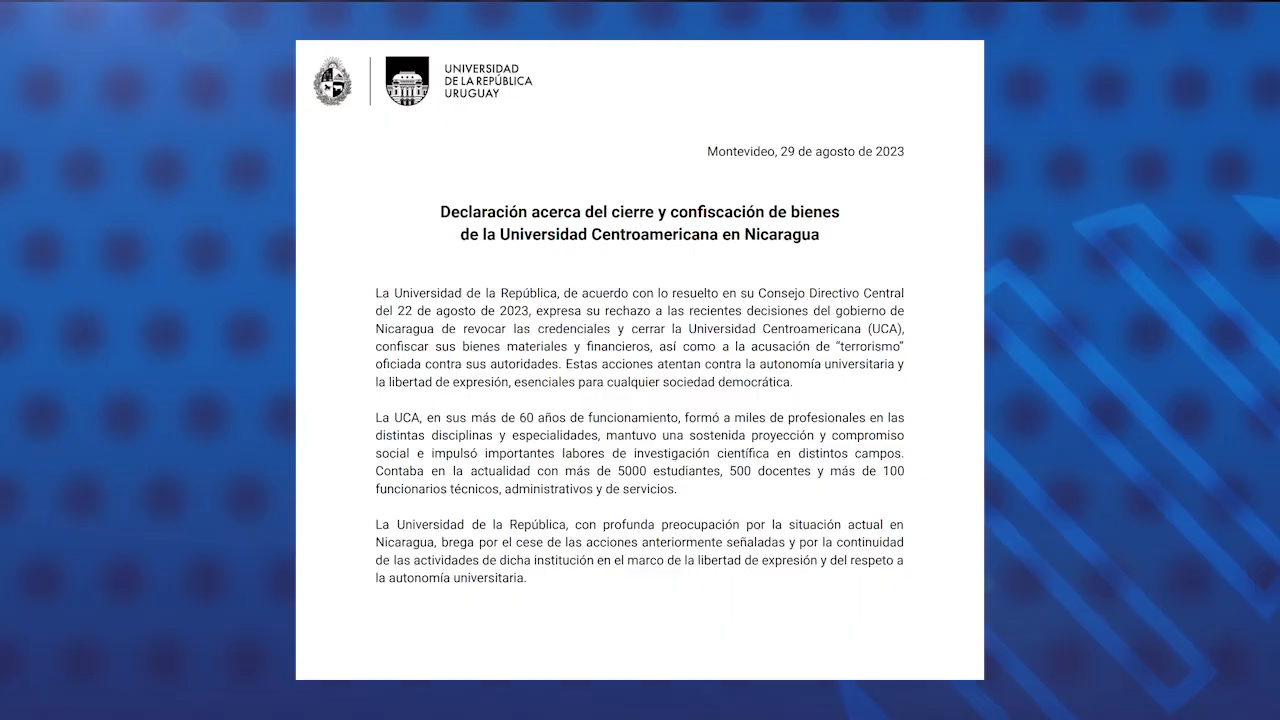 UNIVERSIDAD
DE LA REPÚBLICA
URUGUAY
Montevideo, 29 de agosto de 2023
Declaración acerca del cierre y confiscación de bienes
de la Universidad Centroamericana en Nicaragua
La Universidad de la República, de acuerdo con lo resuelto en su Consejo Directivo Central
del 22 de agosto de 2023, expresa su rechazo a las recientes decisiones del gobierno de
Nicaragua de revocar las credenciales y cerrar la Universidad Centroamericana (UCA),
confiscar sus bienes materiales y financieros, así como a la acusación de “terrorismo”
oficiada contra sus autoridades. Estas acciones atentan contra la autonomía universitaria y
la libertad de expresión, esenciales para cualquier sociedad democrática.
La UCA, en sus más de 60 años de funcionamiento, formó a miles de profesionales en las
distintas disciplinas y especialidades, mantuvo una sostenida proyección y compromiso
social e impulsó importantes labores de investigación científica en distintos campos.
Contaba en la actualidad con más de 5000 estudiantes, 500 docentes y más de 100
funcionarios técnicos, administrativos y de servicios.
La Universidad de la República, con profunda preocupación por la situación actual en
Nicaragua, brega por el cese de las acciones anteriormente señaladas y por la continuidad
de las actividades de dicha institución en el marco de la libertad de expresión y del respeto a
la autonomía universitaria.